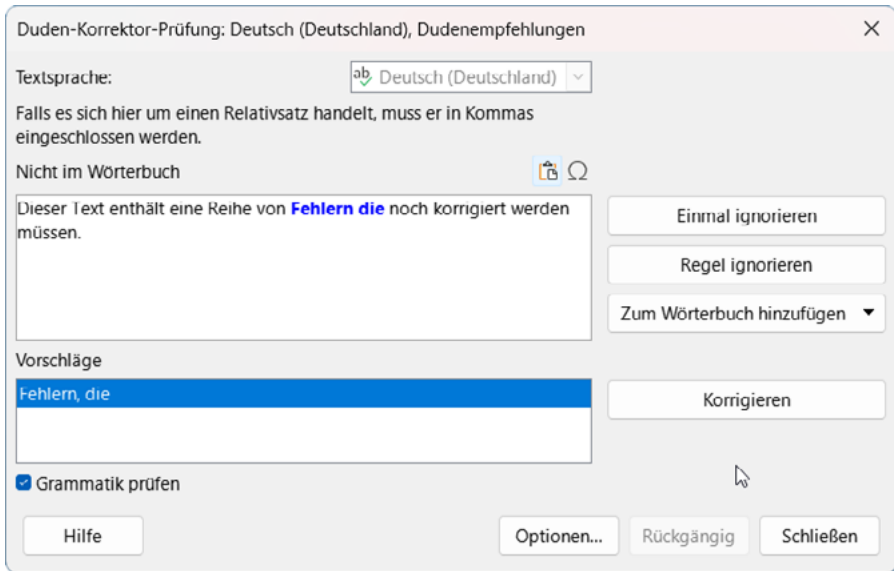 Duden-Korrektor-Prüfung: Deutsch (Deutschland), Dudenempfehlungen
Textsprache:
Deutsch (Deutschland)
Falls es sich hier um einen Relativsatz handelt, muss er in Kommas
eingeschlossen werden.
Nicht im Wörterbuch
Dieser Text enthält eine Reihe von Fehlern die noch korrigiert werden
müssen.
Einmal ignorieren
Regel ignorieren
Zum Wörterbuch hinzufügen
Vorschläge
Fehlern, die
Korrigieren
Grammatik prüfen
Hilfe
Optionen...
Rückgängig
Schließen